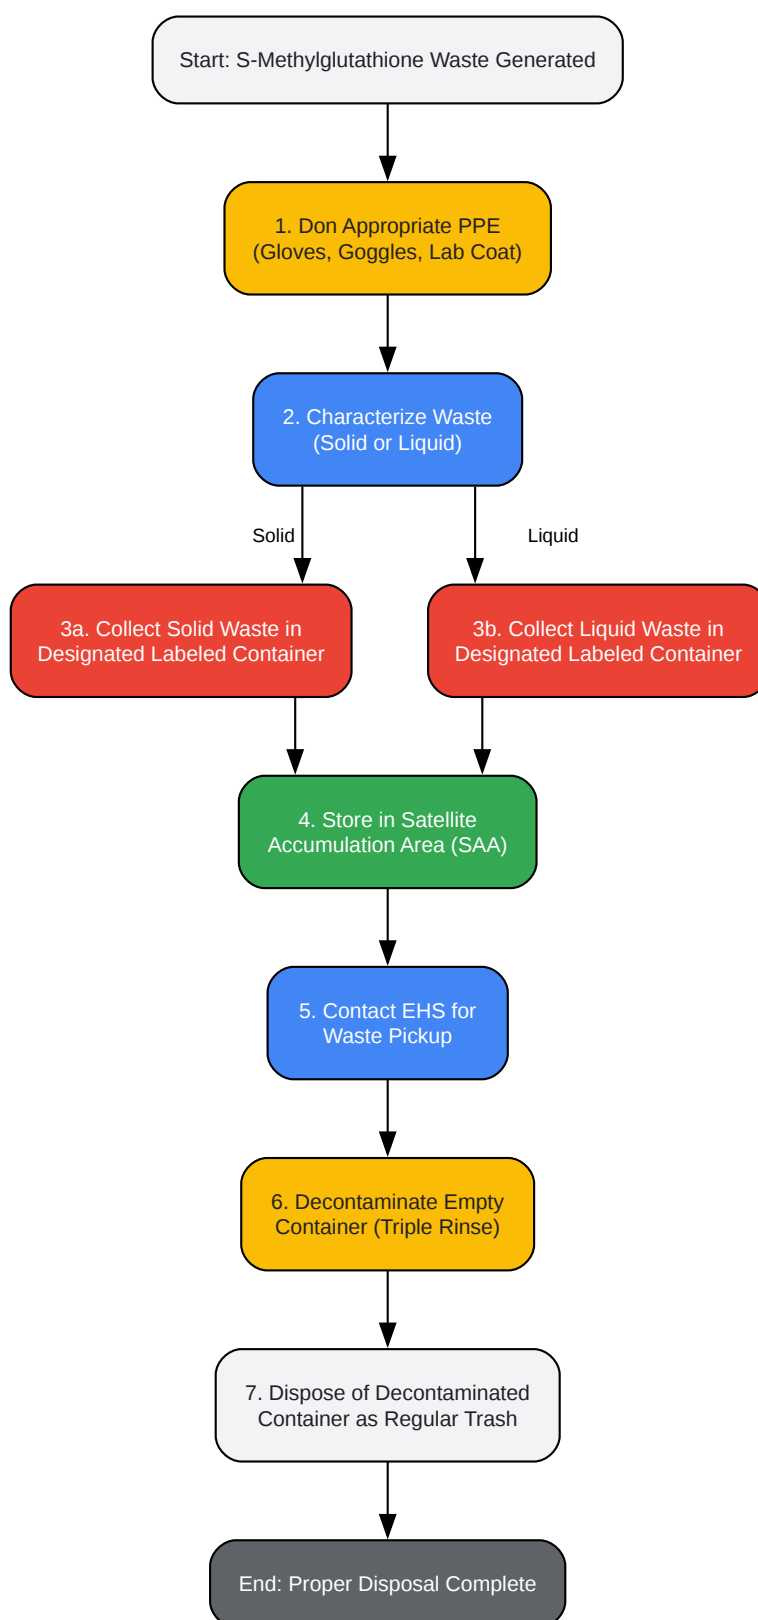 Start: S-Methylglutathione Waste Generated
1. Don Appropriate PPE
(Gloves, Goggles, Lab Coat)
2. Characterize Waste
(Solid or Liquid)
Solid
Liquid
3a. Collect Solid Waste in
Designated Labeled Container
3b. Collect Liquid Waste in
Designated Labeled Container
4. Store in Satellite
Accumulation Area (SAA)
5. Contact EHS for
Waste Pickup
6. Decontaminate Empty
Container (Triple Rinse)
7. Dispose of Decontaminated
Container as Regular Trash
End: Proper Disposal Complete